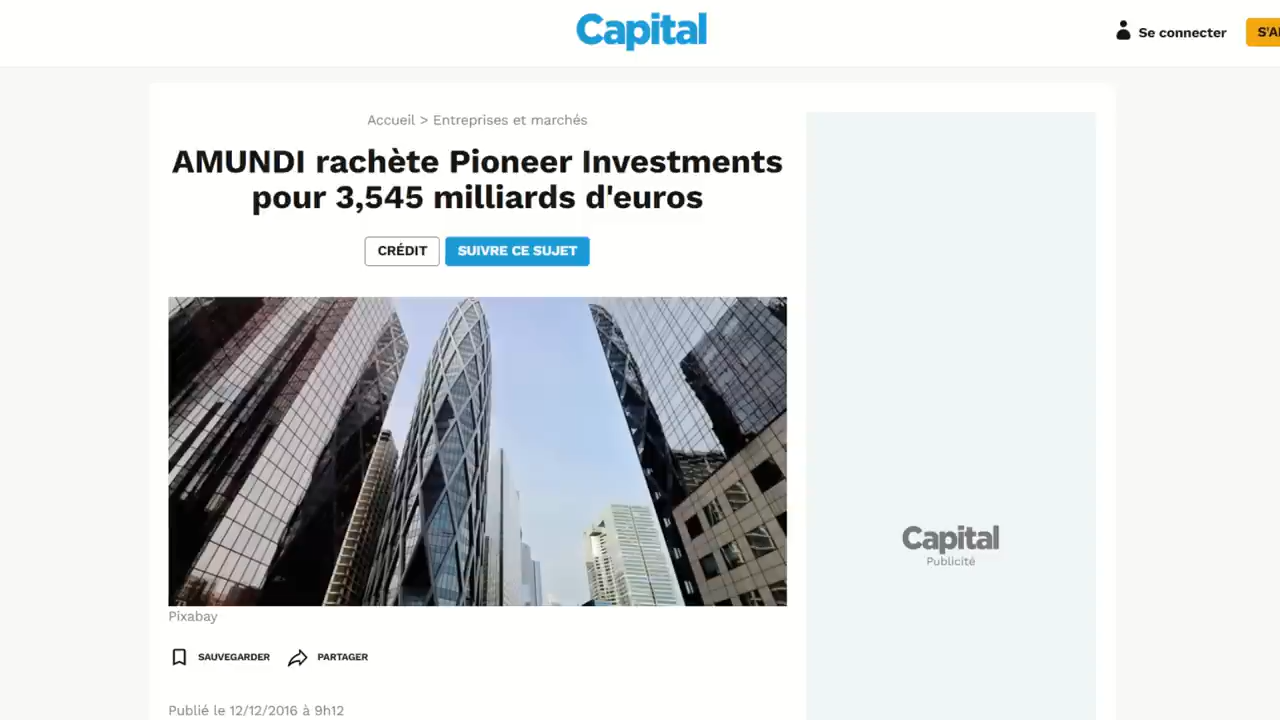 Capital
Se connecter
Accueil > Entreprises et marchés
AMUNDI rachète Pioneer Investments
pour 3,545 milliards d'euros
CRÉDIT
SUIVRE CE SUJET
Pixabay
SAUVEGARDER
PARTAGER
Publié le 12/12/2016 à 9h12
Capital
Publicité